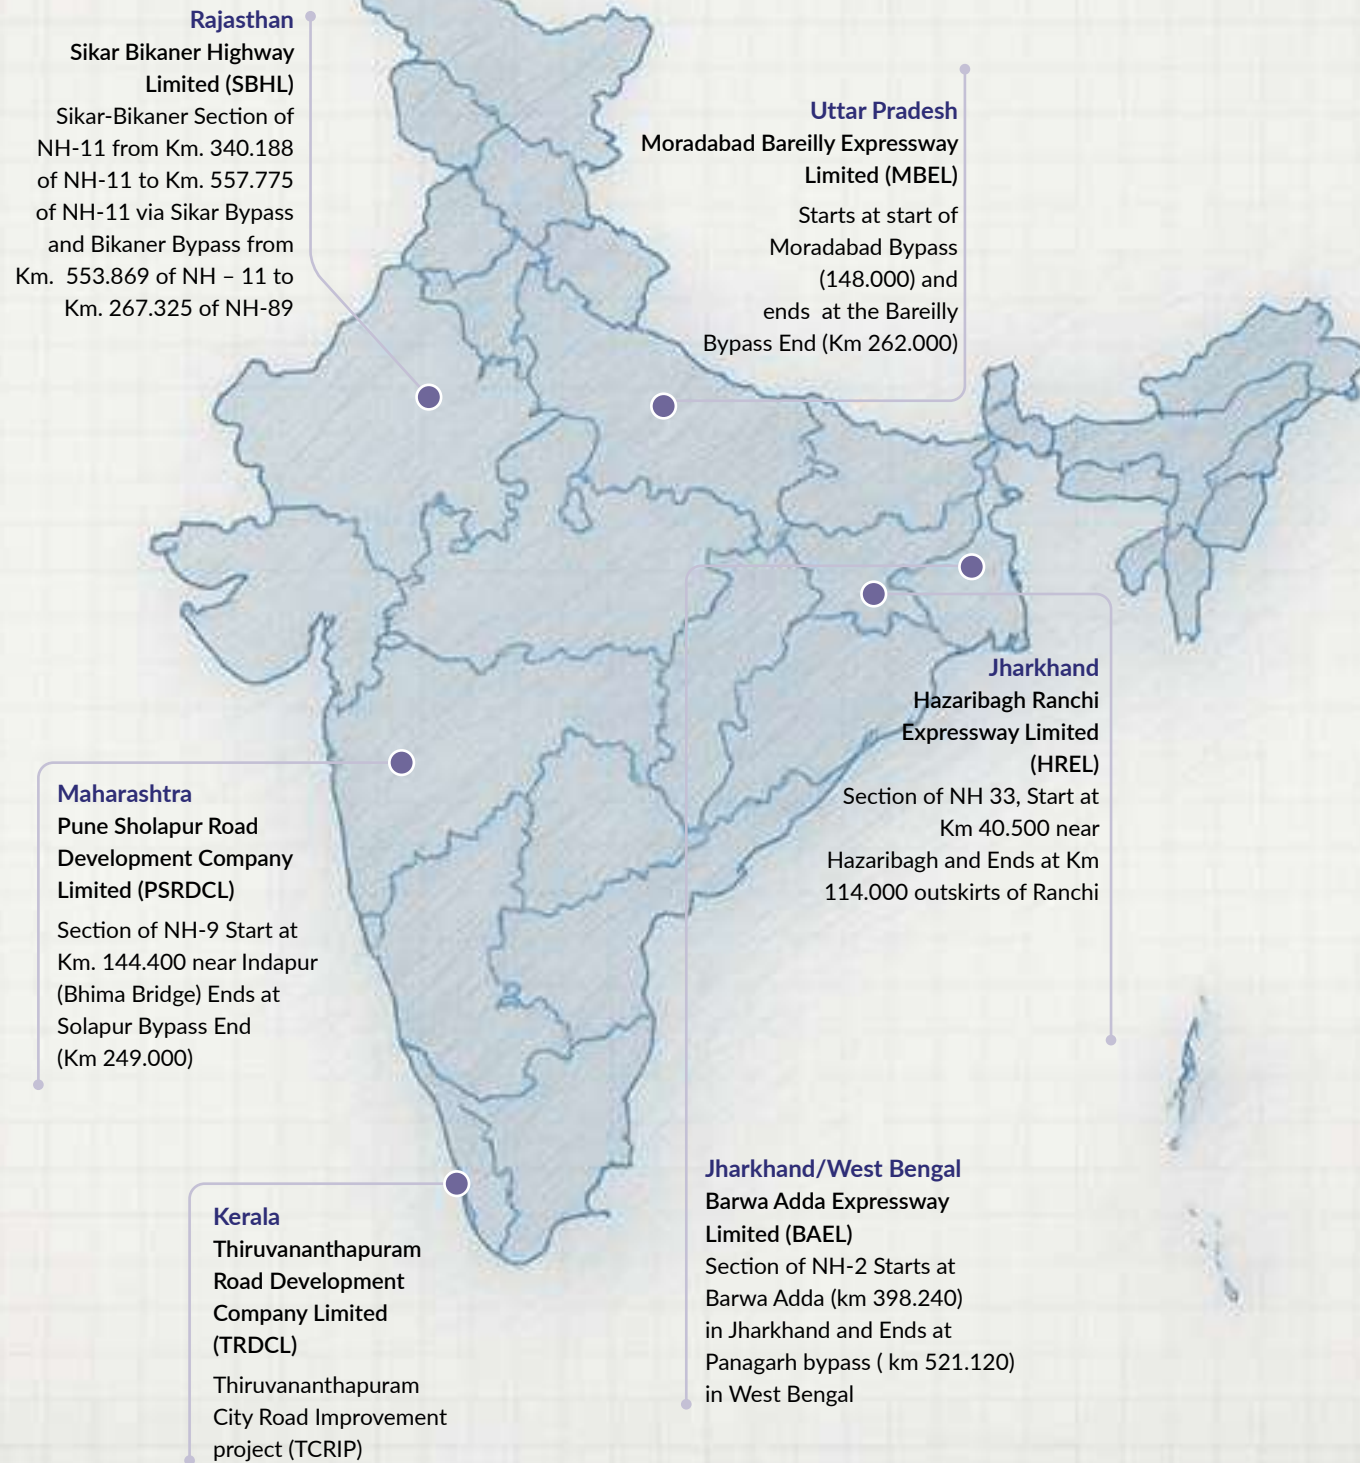 Rajasthan
Sikar Bikaner Highway
Limited (SBHL)
Sikar-Bikaner Section of
NH-11 from Km. 340.188
of NH-11 to Km. 557.775
of NH-11 via Sikar Bypass
and Bikaner Bypass from
Km.  553.869 of NH – 11 to
Km. 267.325 of NH-89
Uttar Pradesh
Moradabad Bareilly Expressway
Limited (MBEL)
Starts at start of
Moradabad Bypass
(148.000) and
ends  at the Bareilly
Bypass End (Km 262.000)
Jharkhand
Hazaribagh Ranchi
Expressway Limited
(HREL)
Section of NH 33, Start at
Km 40.500 near
Hazaribagh and Ends at Km
114.000 outskirts of Ranchi
Maharashtra
Pune Sholapur Road
Development Company
Limited (PSRDCL)
Section of NH-9 Start at
Km. 144.400 near Indapur
(Bhima Bridge) Ends at
Solapur Bypass End
(Km 249.000)
Jharkhand/West Bengal
Barwa Adda Expressway
Limited (BAEL)
Section of NH-2 Starts at
Barwa Adda (km 398.240)
in Jharkhand and Ends at
Panagarh bypass ( km 521.120)
in West Bengal
Kerala
Thiruvananthapuram
Road Development
Company Limited
(TRDCL)
Thiruvananthapuram
City Road Improvement
project (TCRIP)